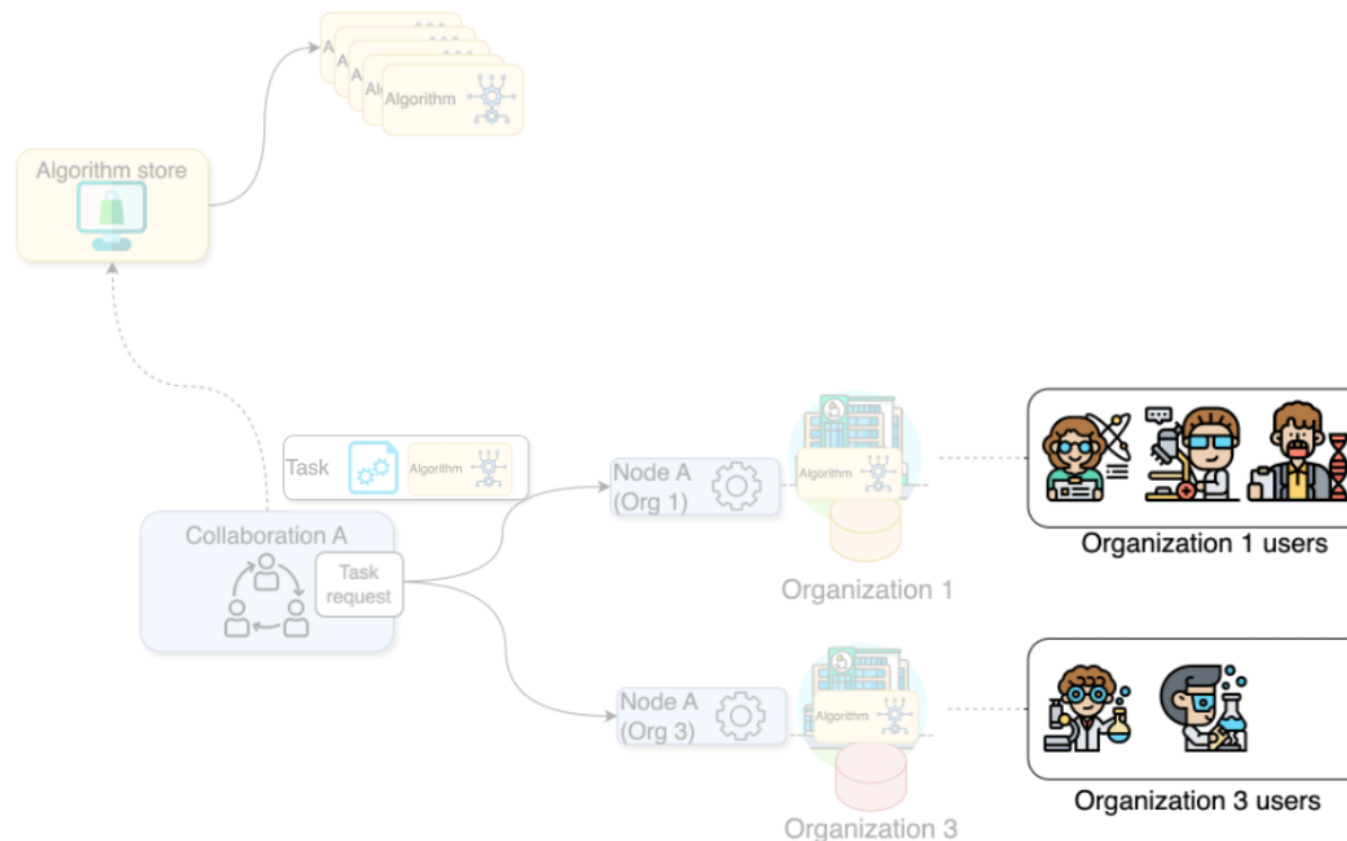 A
A
A
Al
Algorithm
Algorithm store
Task
Algorithm
Node A
(Org 1)
Algorithm
Organization 1 users
Collaboration A
Task
request
Organization 1
Node A
(Org 3)
Algorithm
Organization 3 users
Organization 3